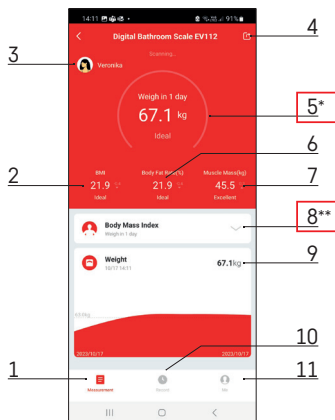 14:11
91%
Digital Bathroom Scale EV112
4
Scanning...
3
Veronika
Weigh in 1 day
67.1 kg
Ideal
5*
6
BMI
Body Fat Rate(%)
Muscle Mass(kg)
2
21.9
21.9
45.5
7
Ideal
Ideal
Excellent
Body Mass Index
Weigh in 1 day
8**
Weight
10/17 14:11
67.1kg
9
2023/10/17
2023/10/17
10
1
Measurement
Record
Me
11